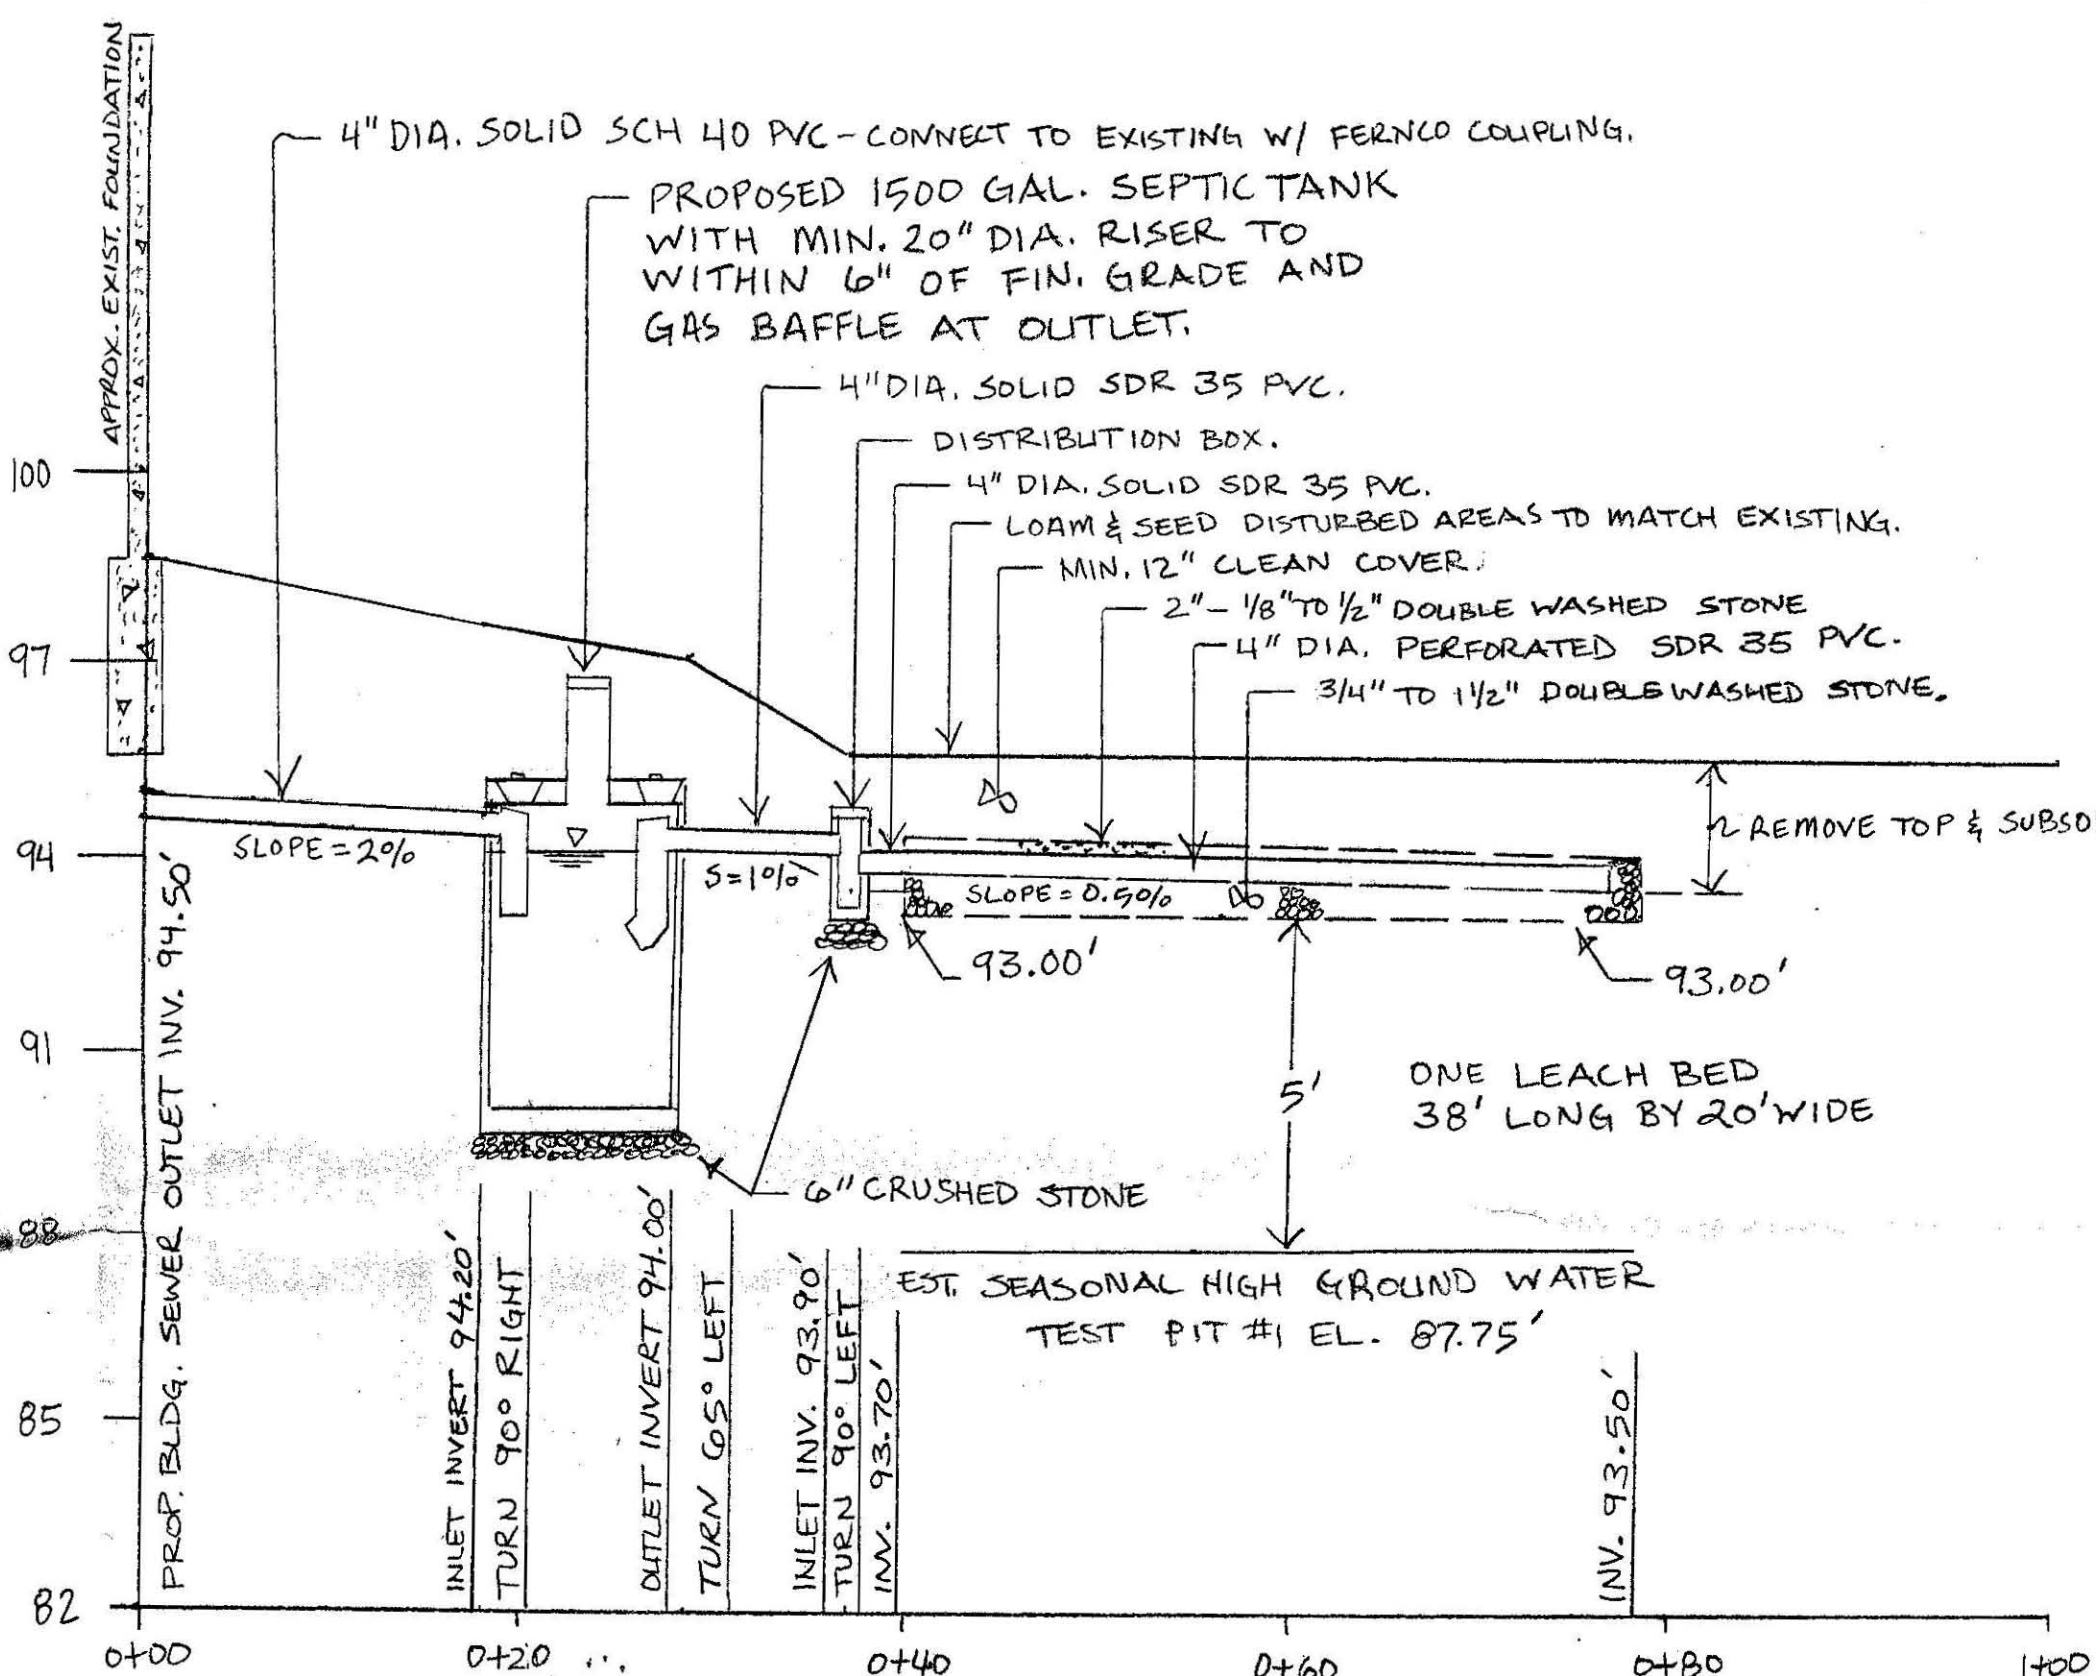 APPROX. EXIST. FOUNDATION
4" DIA. SOLID SCH 40 PVC - CONNECT TO EXISTING W/ FERNCO COUPLING.
PROPOSED 1500 GAL. SEPTIC TANK
WITH MIN. 20" DIA. RISER TO
WITHIN 6" OF FIN. GRADE AND
GAS BAFFLE AT OUTLET.
4" DIA. SOLID SDR 35 PVC.
DISTRIBUTION BOX.
4" DIA. SOLID SDR 35 PVC.
LOAM & SEED DISTURBED AREAS TO MATCH EXISTING.
MIN. 12" CLEAN COVER.
2" - 1/8" TO 1/2" DOUBLE WASHED STONE
4" DIA. PERFORATED SDR 35 PVC.
3/4" TO 1 1/2" DOUBLE WASHED STONE.
100
97
94
91
88
85
82
REMOVE TOP & SUBSO
SLOPE = 2%
S = 1%
SLOPE = 0.5%
93.00'
93.00'
5'
ONE LEACH BED
38' LONG BY 20' WIDE
6" CRUSHED STONE
EST. SEASONAL HIGH GROUND WATER
TEST PIT #1 EL. 87.75'
PROP. BLDG. SEWER OUTLET INV. 94.50'
INLET INVERT 94.20'
TURN 90° RIGHT
OUTLET INVERT 94.00'
TURN 65° LEFT
INLET INV. 93.90'
TURN 90° LEFT
INV. 93.70'
INV. 93.50'
0+00
0+20
0+40
0+60
0+80
1+00